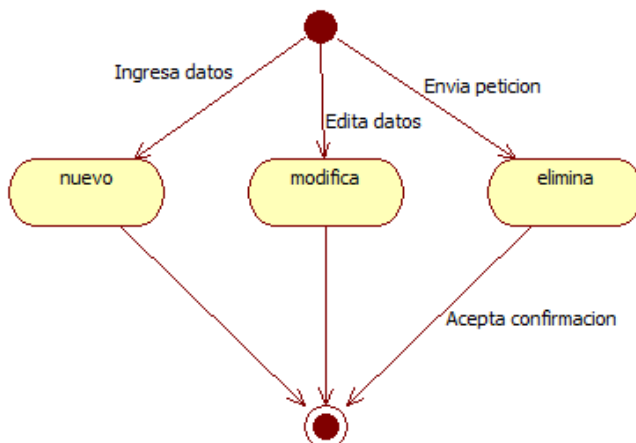 Ingresa datos
Envia peticion
Edita datos
nuevo
modifica
elimina
Acepta confirmacion